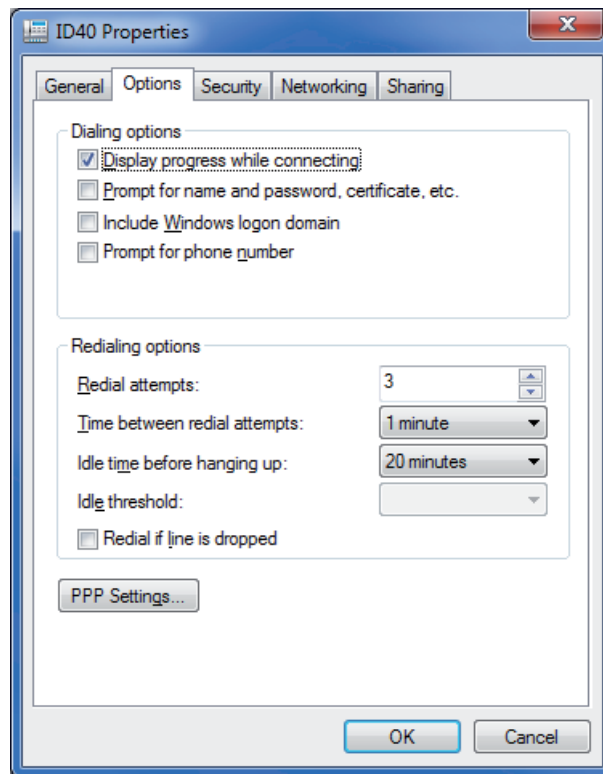 ID40 Properties
General Options Security Networking Sharing
Dialing options
Display progress while connecting
Prompt for name and password, certificate, etc.
Include Windows logon domain
Prompt for phone number
Redialing options
Redial attempts: 3
Time between redial attempts: 1 minute
Idle time before hanging up: 20 minutes
Idle threshold:
Redial if line is dropped
PPP Settings...
OK Cancel